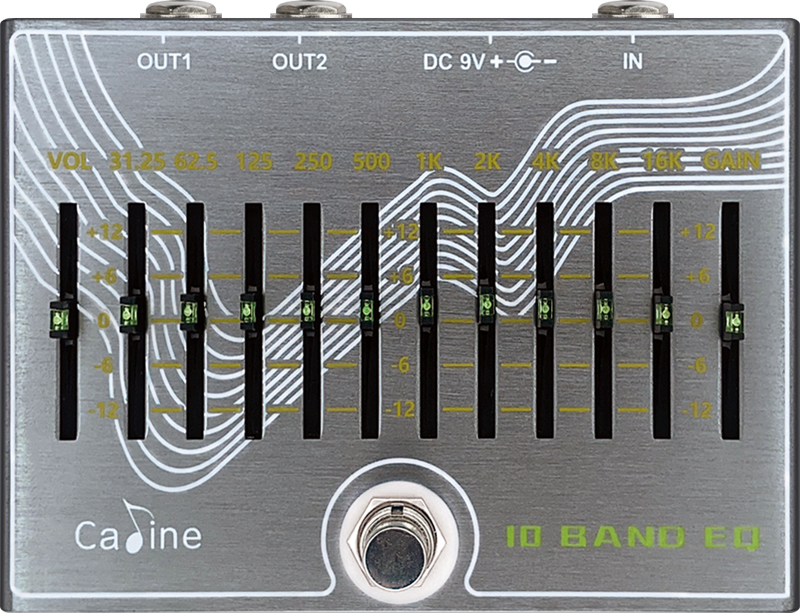 OUT1 OUT2 DC 9V + - IN
VOL 31.25 62.5 125 250 500 1K 2K 4K 8K 16K GAIN
+12 +12 +12
+6 +6 +6
0 0 0
-6 -6 -6
-12 -12 -12
Caline
10 BAND EQ